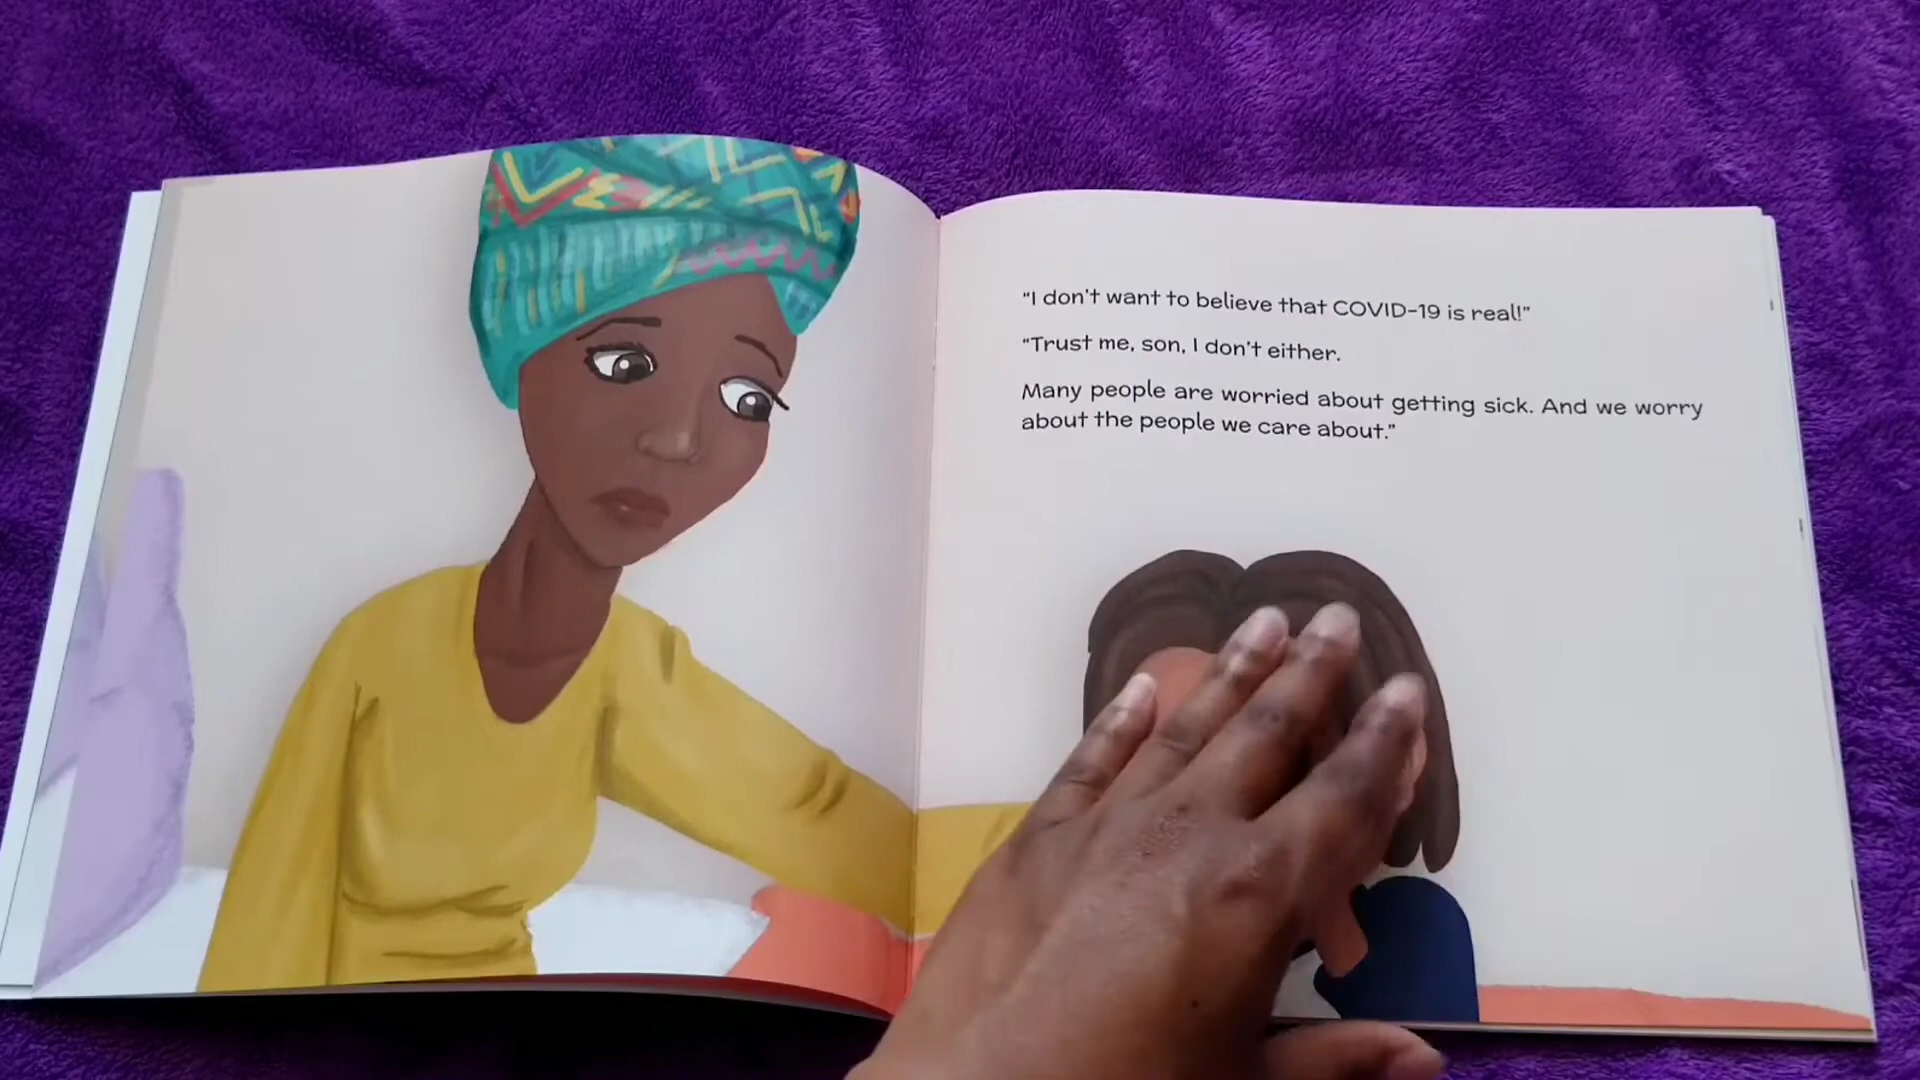 “I don’t want to believe that COVID-19 is real!”
“Trust me, son, I don’t either.
Many people are worried about getting sick. And we worry
about the people we care about.”